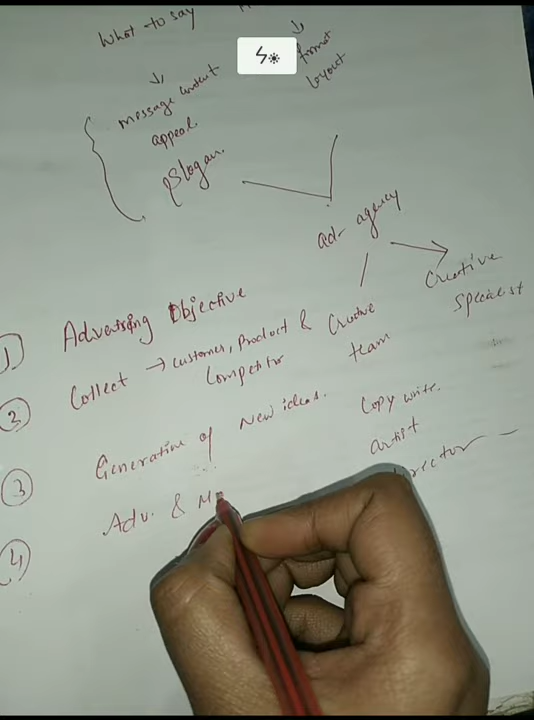 What to say
format
layout
message content
appeal
Slogan.
ad- agency
Creative
specialist
Creative
team
Copy write.
artist
① Advertising Objective
② Collect → customer, Product &
Competitor
③ Generation of New ideas.
④ Adv. &